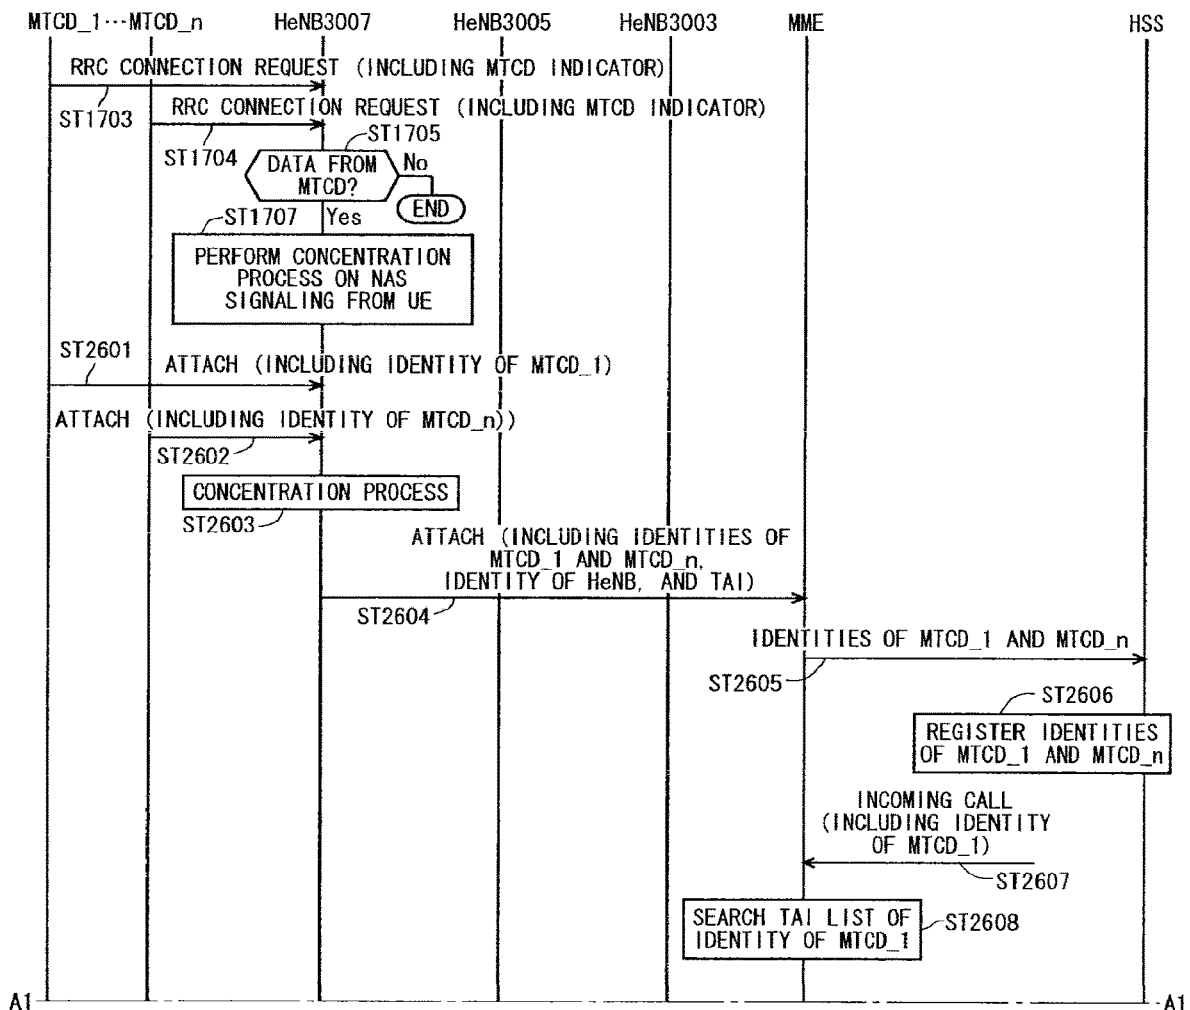 MTCD_1···MTCD_n HeNB3007 HeNB3005 HeNB3003 MME HSS
RRC CONNECTION REQUEST (INCLUDING MTCD INDICATOR)
ST1703
RRC CONNECTION REQUEST (INCLUDING MTCD INDICATOR)
ST1704
ST1705
DATA FROM
MTCD?
No
END
ST1707
Yes
PERFORM CONCENTRATION
PROCESS ON NAS
SIGNALING FROM UE
ST2601
ATTACH (INCLUDING IDENTITY OF MTCD_1)
ATTACH (INCLUDING IDENTITY OF MTCD_n))
ST2602
CONCENTRATION PROCESS
ST2603
ATTACH (INCLUDING IDENTITIES OF
MTCD_1 AND MTCD_n,
IDENTITY OF HeNB, AND TAI)
ST2604
IDENTITIES OF MTCD_1 AND MTCD_n
ST2605
ST2606
REGISTER IDENTITIES
OF MTCD_1 AND MTCD_n
INCOMING CALL
(INCLUDING IDENTITY
OF MTCD_1)
ST2607
SEARCH TAI LIST OF
IDENTITY OF MTCD_1
ST2608
A1 A1